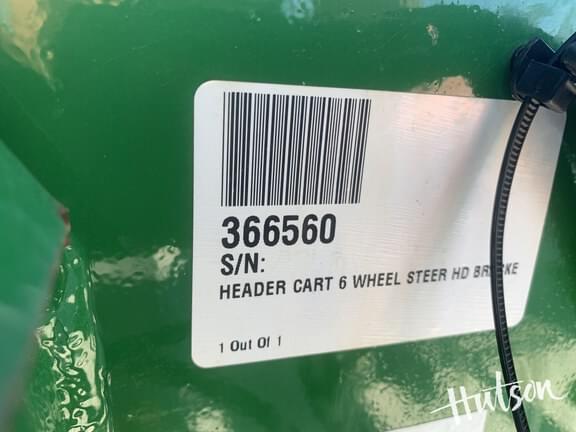 366560
S/N:
HEADER CART 6 WHEEL STEER HD
1 Out Of 1
Hutson